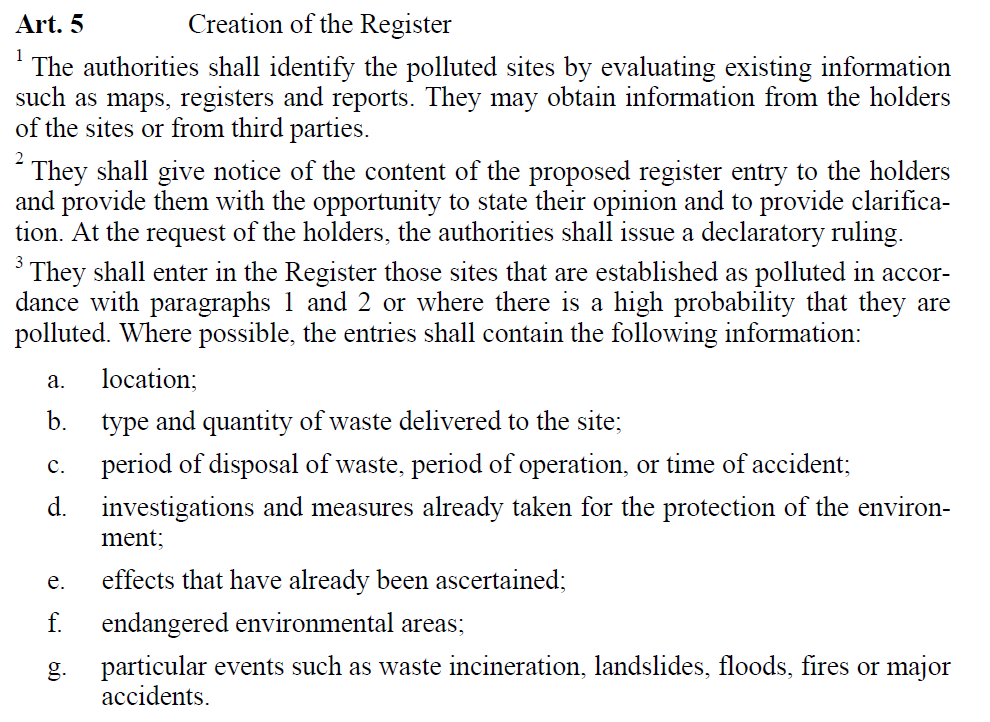 Art. 5 Creation of the Register
1 The authorities shall identify the polluted sites by evaluating existing information
such as maps, registers and reports. They may obtain information from the holders
of the sites or from third parties.
2 They shall give notice of the content of the proposed register entry to the holders
and provide them with the opportunity to state their opinion and to provide clarifica-
tion. At the request of the holders, the authorities shall issue a declaratory ruling.
3 They shall enter in the Register those sites that are established as polluted in accor-
dance with paragraphs 1 and 2 or where there is a high probability that they are
polluted. Where possible, the entries shall contain the following information:
a. location;
b. type and quantity of waste delivered to the site;
c. period of disposal of waste, period of operation, or time of accident;
d. investigations and measures already taken for the protection of the environ-
ment;
e. effects that have already been ascertained;
f. endangered environmental areas;
g. particular events such as waste incineration, landslides, floods, fires or major
accidents.